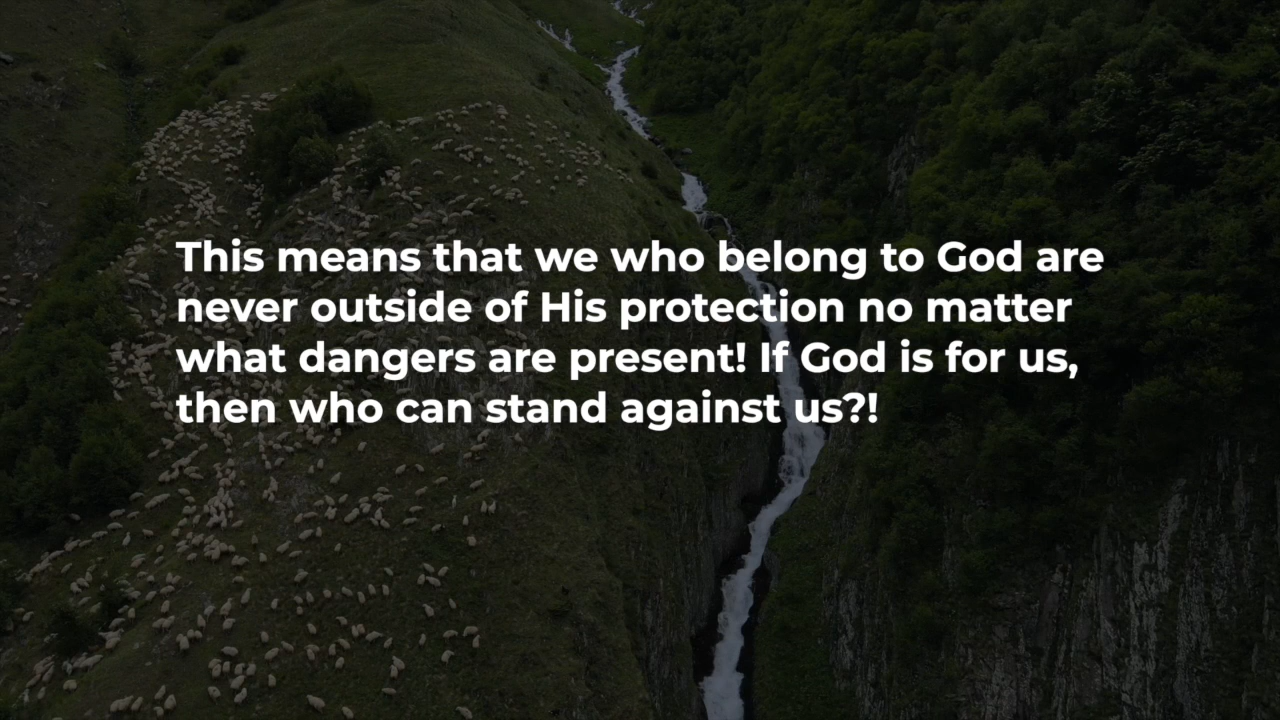 This means that we who belong to God are
never outside of His protection no matter
what dangers are present! If God is for us,
then who can stand against us?!